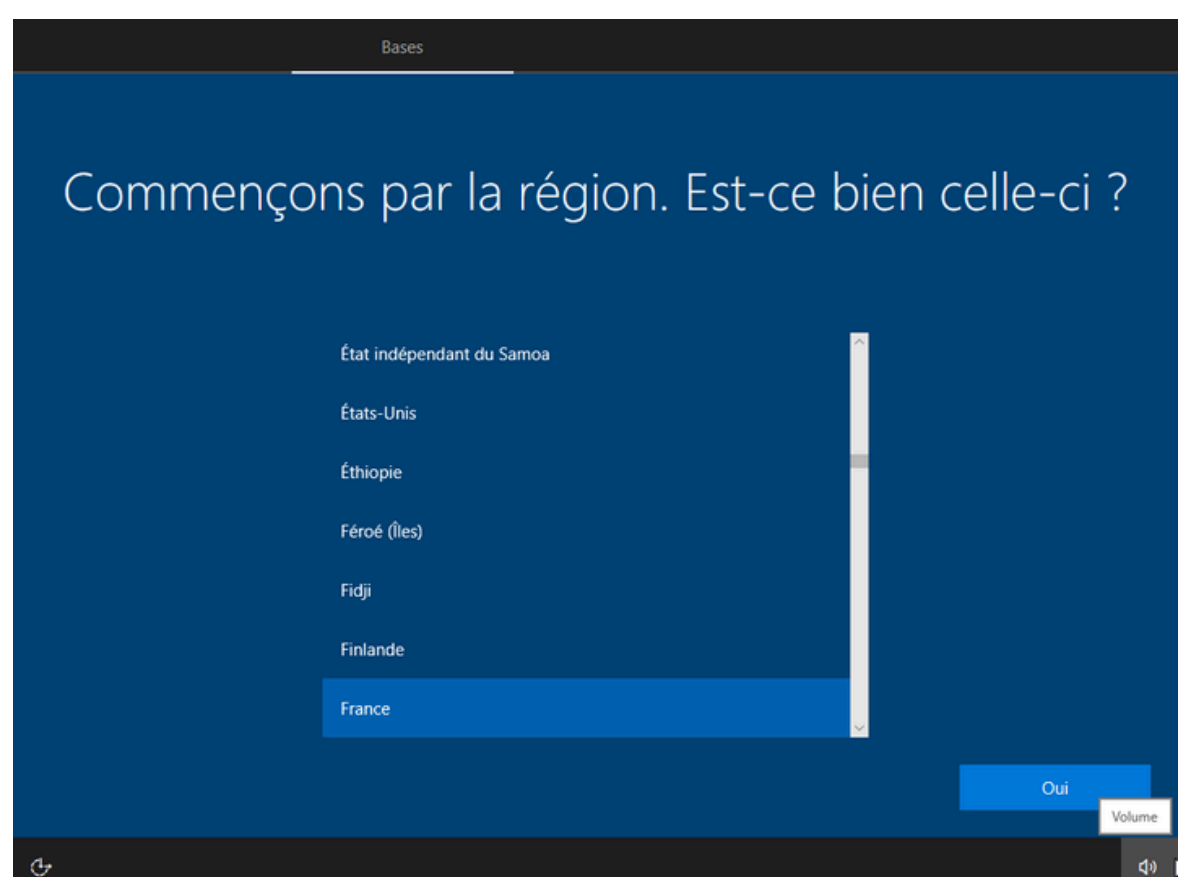 Bases
Commençons par la région. Est-ce bien celle-ci ?
État indépendant du Samoa
États-Unis
Éthiopie
Féroé (Îles)
Fidji
Finlande
France
Oui
Volume